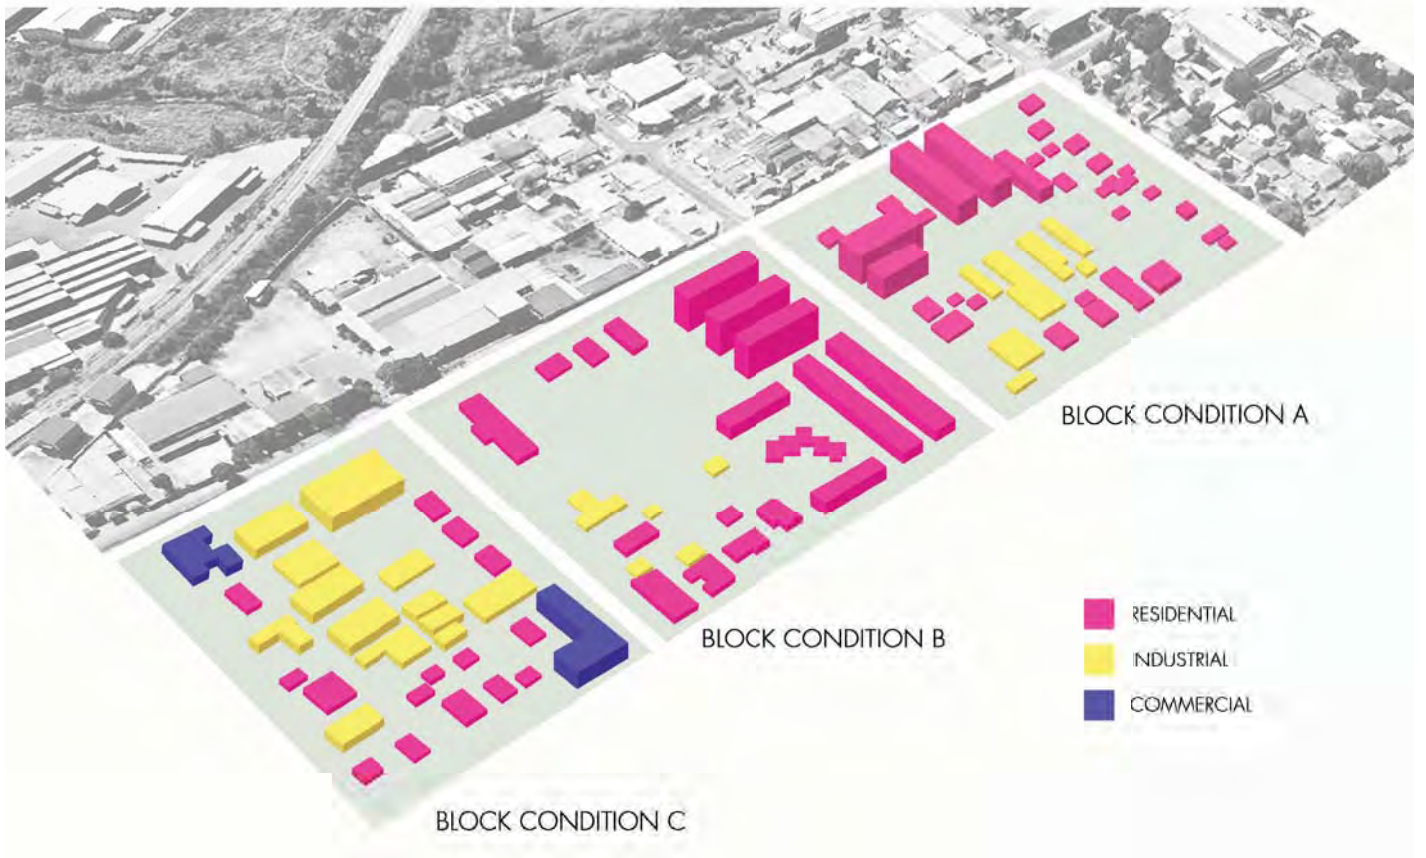 BLOCK CONDITION A
BLOCK CONDITION B
BLOCK CONDITION C
RESIDENTIAL
INDUSTRIAL
COMMERCIAL